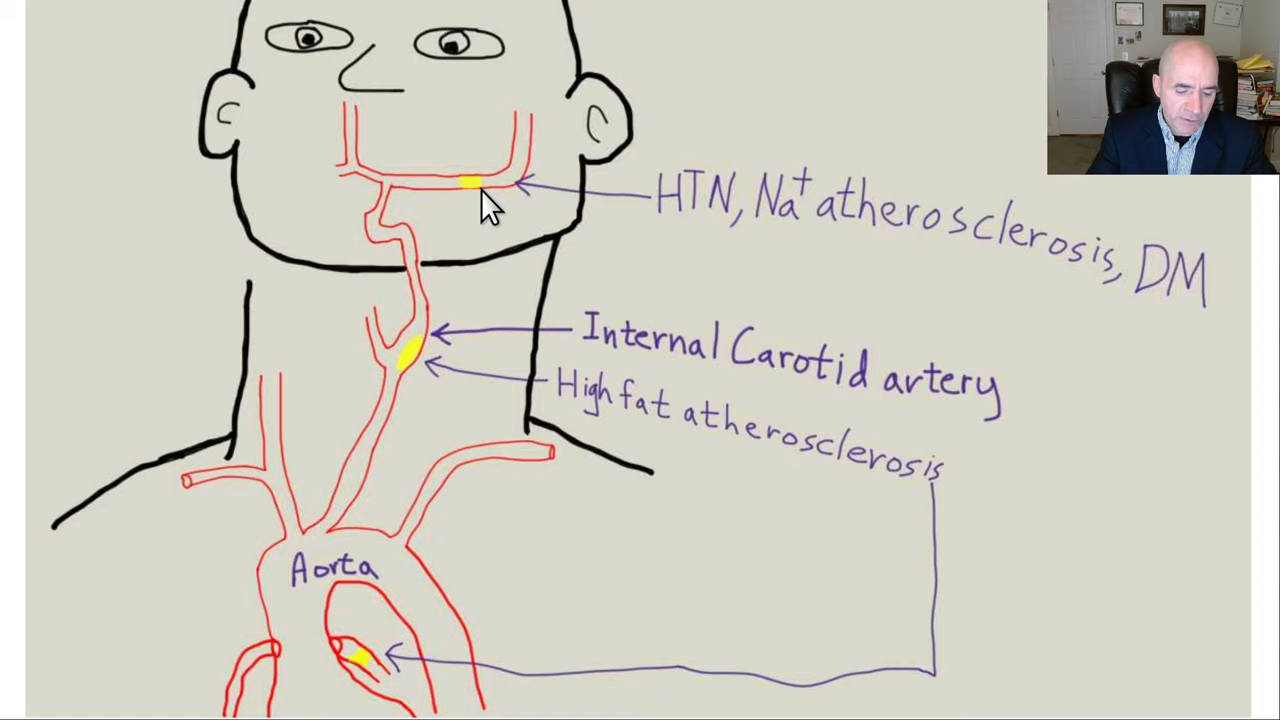 HTN, Na+ atherosclerosis, DM
Internal Carotid artery
High fat atherosclerosis
Aorta